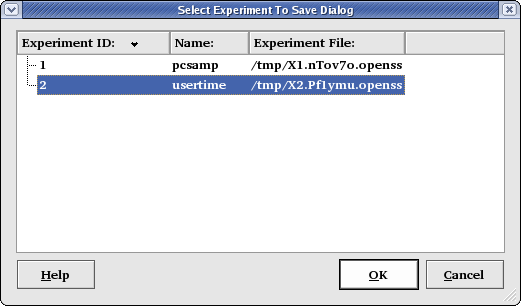 Select Experiment To Save Dialog
Experiment ID: Name: Experiment File:
1 pcsamp /tmp/X1.nTov7o.openss
2 usertime /tmp/X2.Pf1ymu.openss
Help OK Cancel